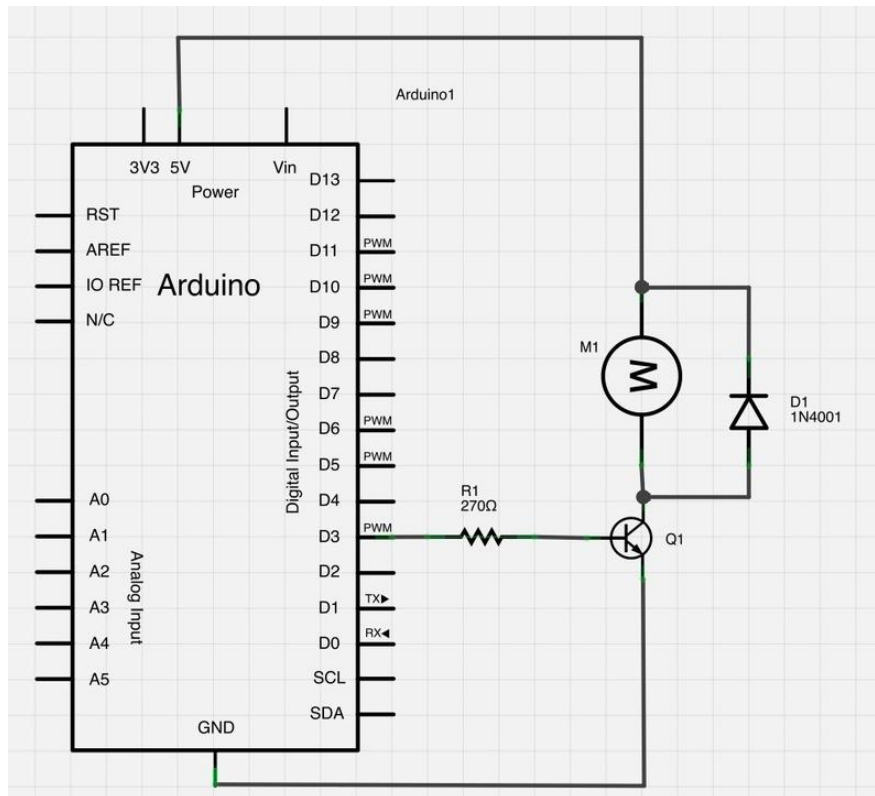 Arduino1
3V3 5V Vin
Power
D13
RST
D12
AREF
D11 PWM
IO REF
Arduino
D10 PWM
N/C
D9 PWM
D8
D7
D6 PWM
D5 PWM
Digital Input/Output
A0
D4
A1
D3 PWM
A2
D2
A3
D1 TX▶
A4
D0 RX◀
A5
SCL
SDA
Analog Input
GND
R1
270Ω
M1
M
D1
1N4001
Q1